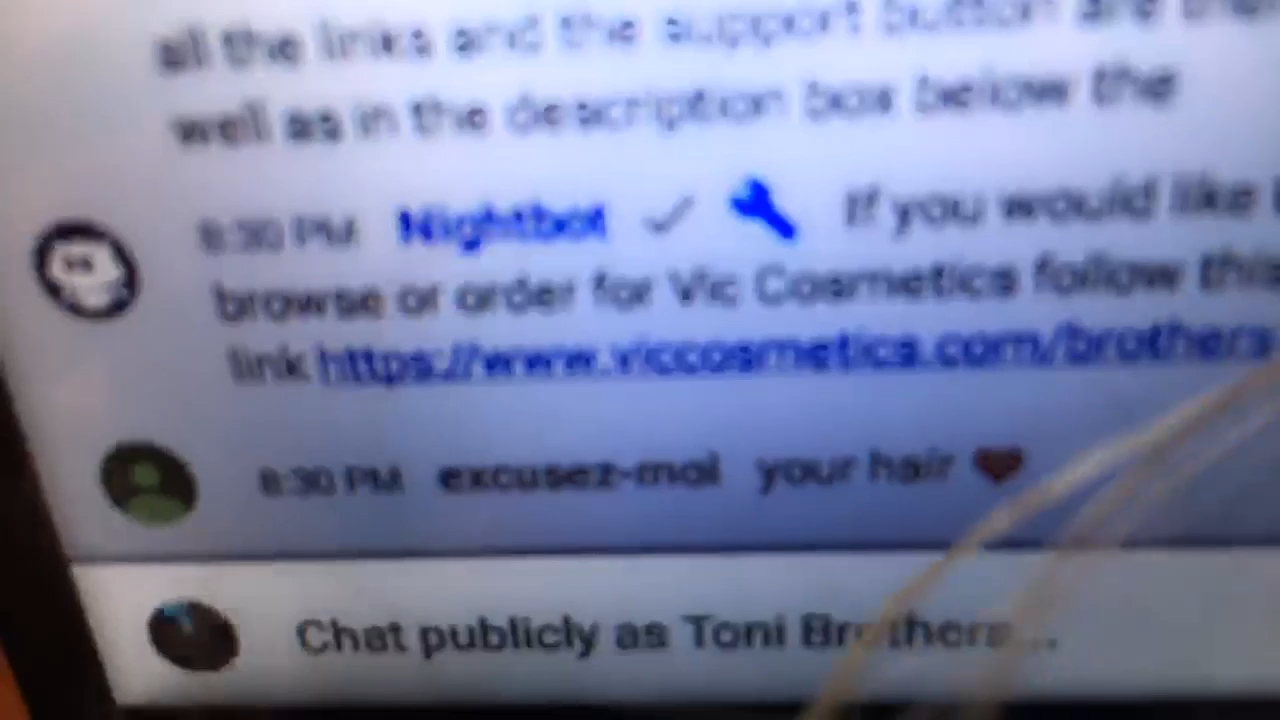 all the links and the support button are
well as in the description box below the
8:30 PM Nightbot If you would like
browse or order for Vic Cosmetics follow this
link https://www.viccosmetics.com/brothers
8:30 PM excusez-moi your hair ❤
Chat publicly as Toni Brothers...